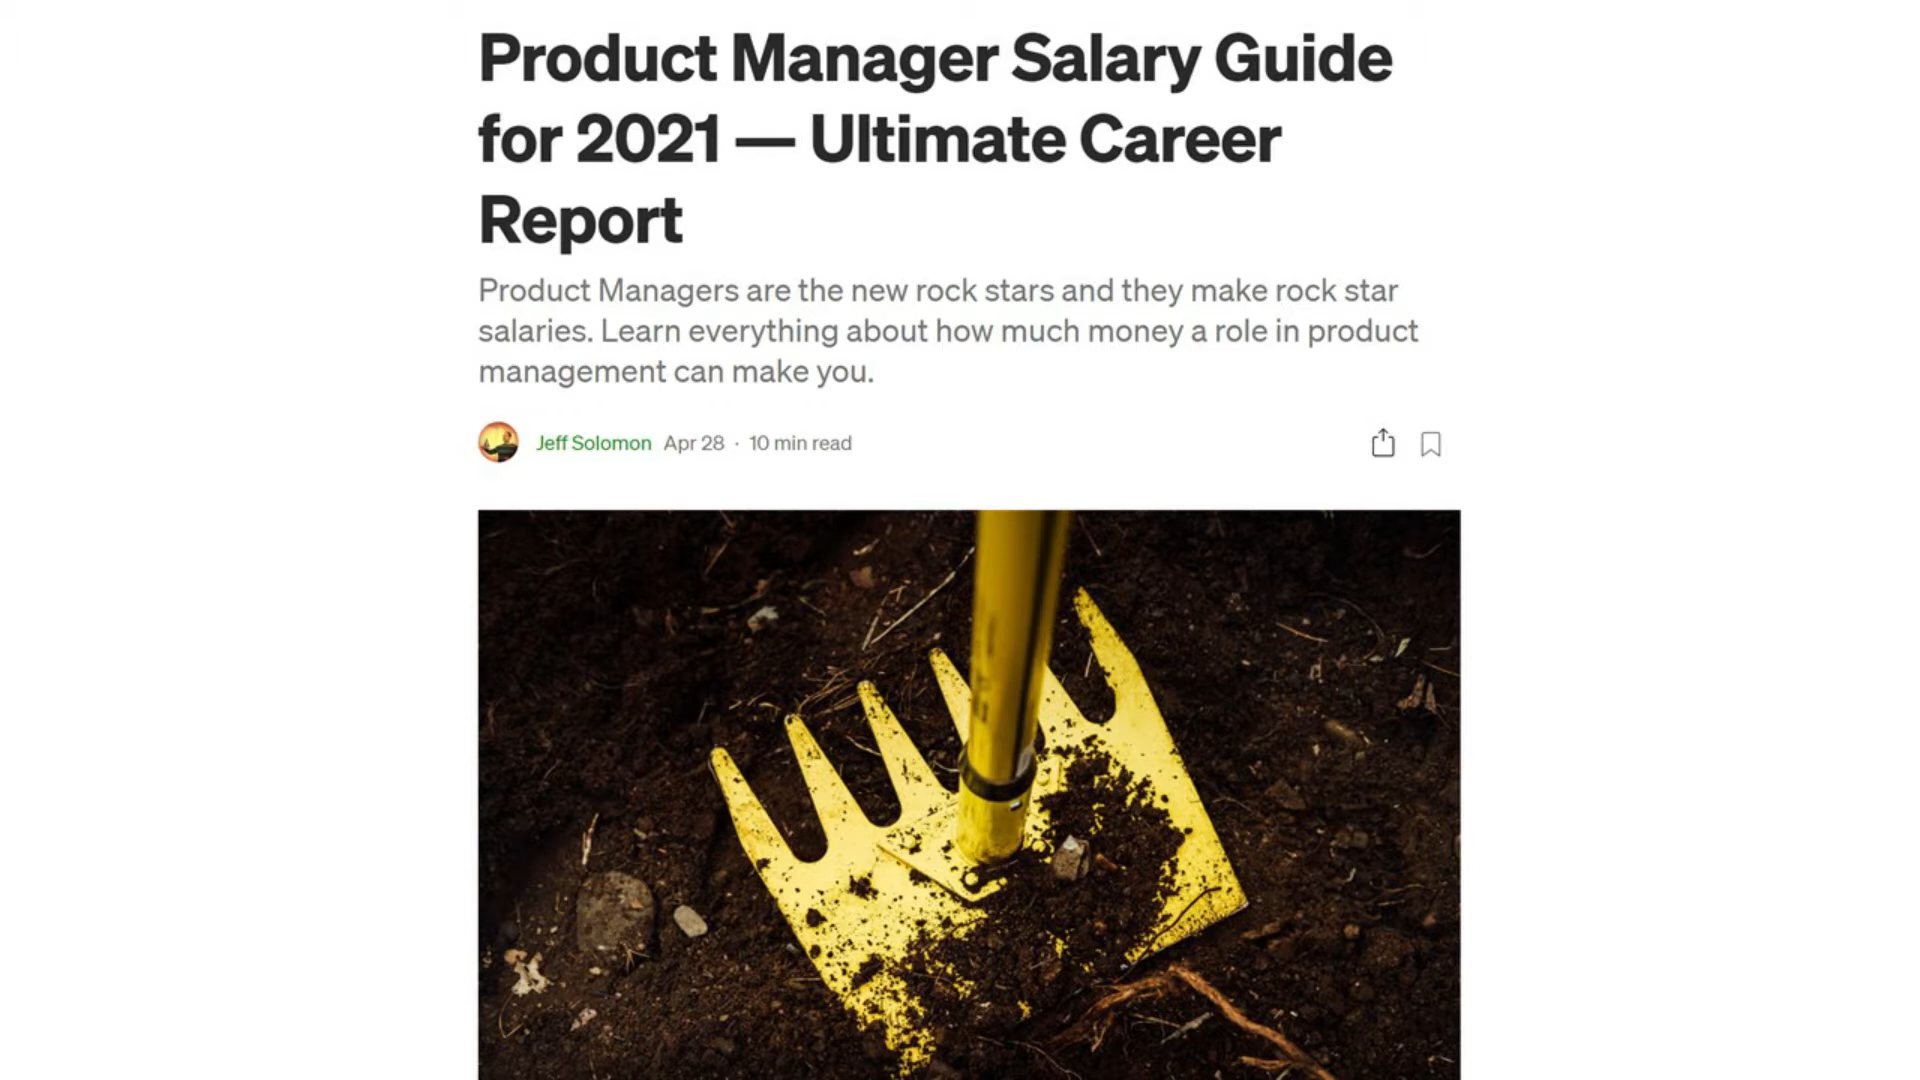 Product Manager Salary Guide
for 2021 — Ultimate Career
Report
Product Managers are the new rock stars and they make rock star
salaries. Learn everything about how much money a role in product
management can make you.
Jeff Solomon Apr 28 · 10 min read